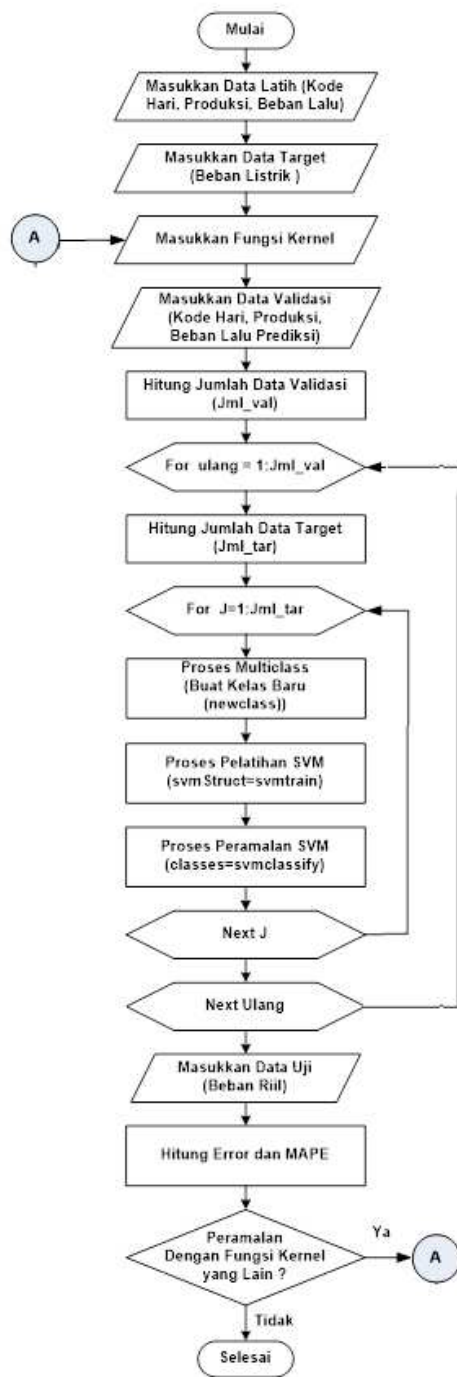 Mulai
Masukkan Data Latih (Kode
Hari, Produksi, Beban Lalu)
Masukkan Data Target
(Beban Listrik )
A
Masukkan Fungsi Kernel
Masukkan Data Validasi
(Kode Hari, Produksi,
Beban Lalu Prediksi)
Hitung Jumlah Data Validasi
(Jml_val)
For ulang = 1:Jml_val
Hitung Jumlah Data Target
(Jml_tar)
For J=1:Jml_tar
Proses Multiclass
(Buat Kelas Baru
(newclass))
Proses Pelatihan SVM
(svmStruct=svmtrain)
Proses Peramalan SVM
(classes=svmclassify)
Next J
Next Ulang
Masukkan Data Uji
(Beban Riil)
Hitung Error dan MAPE
Peramalan
Dengan Fungsi Kernel
yang Lain ?
Ya
A
Tidak
Selesai